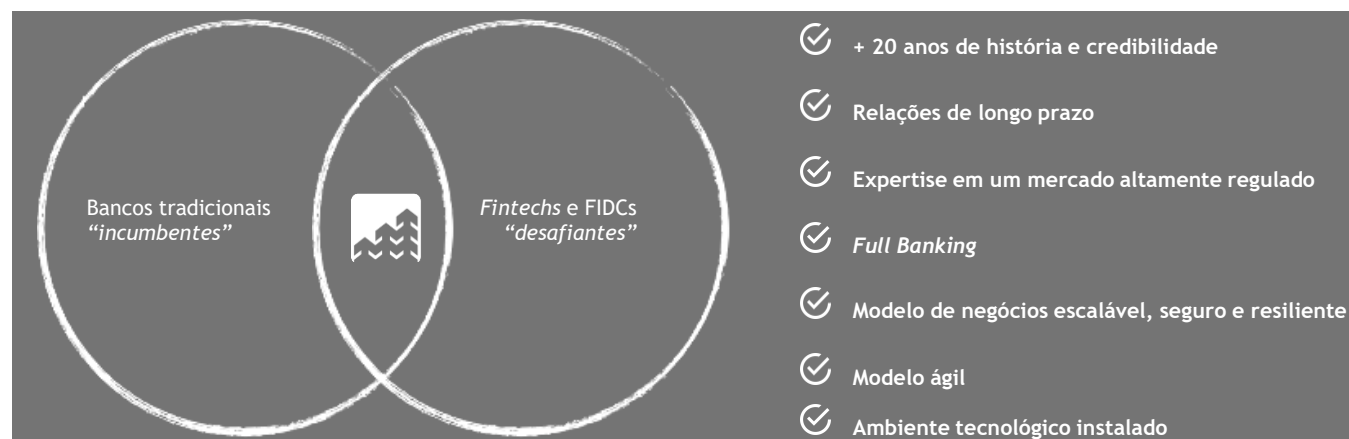 Bancos tradicionais
“incumbentes”
Fintechs e FIDCs
“desafiantes”
+ 20 anos de história e credibilidade
Relações de longo prazo
Expertise em um mercado altamente regulado
Full Banking
Modelo de negócios escalável, seguro e resiliente
Modelo ágil
Ambiente tecnológico instalado